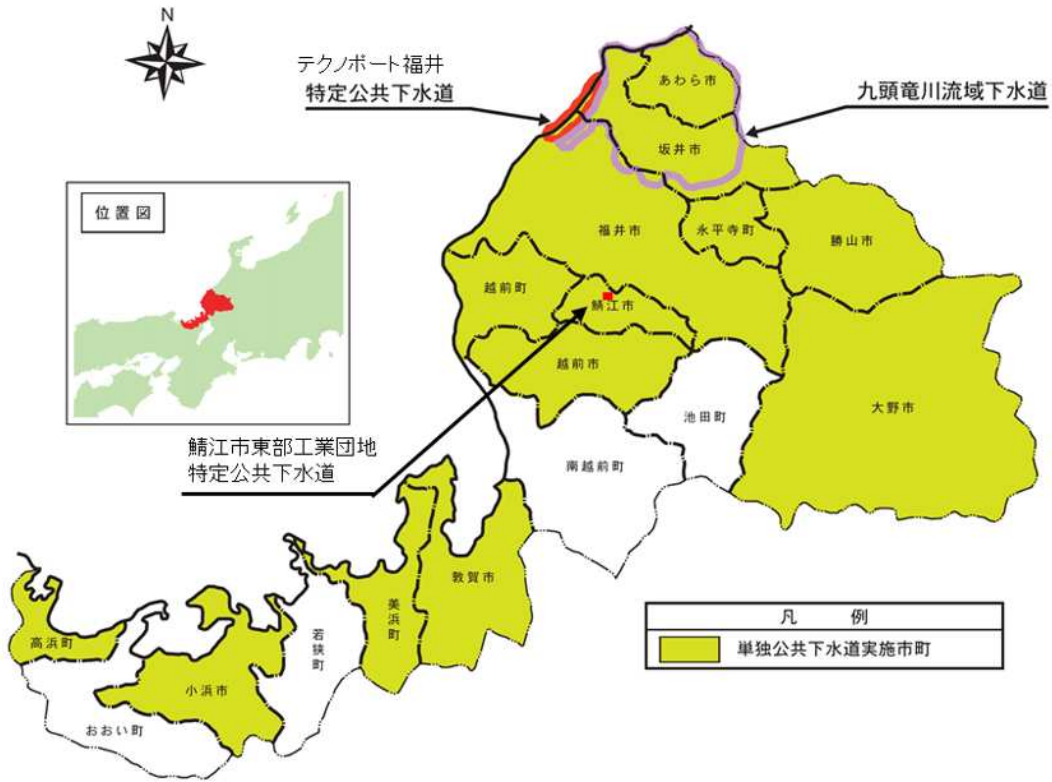 N
テクノポート福井
特定公共下水道
九頭竜川流域下水道
あわら市
坂井市
位置図
福井市
永平寺町
勝山市
越前町
鯖江市
越前市
池田町
大野市
鯖江市東部工業団地
特定公共下水道
南越前町
敦賀市
美浜町
若狭町
高浜町
小浜市
おおい町
凡 例
単独公共下水道実施市町